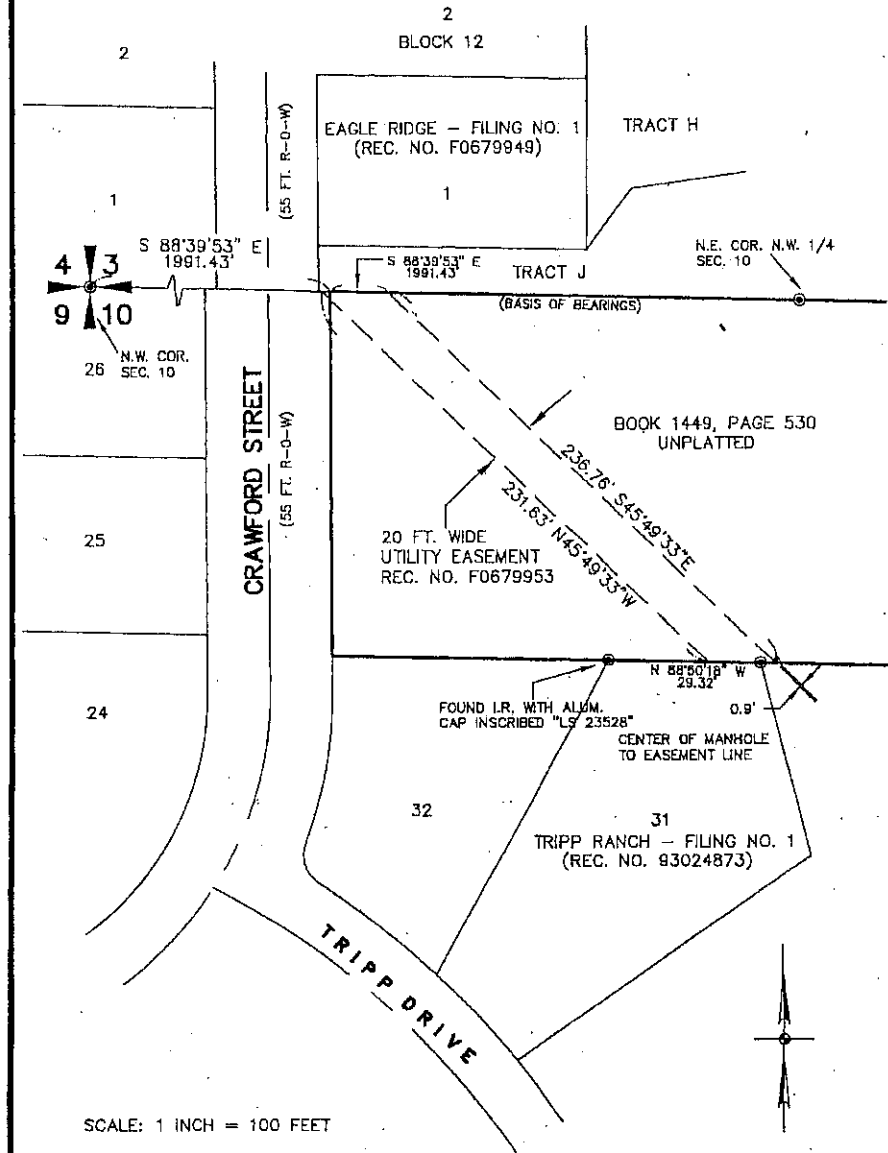 2
BLOCK 12
2
(55 FT. R-O-W)
EAGLE RIDGE - FILING NO. 1
(REC. NO. F0679949)
TRACT H
1
1
S 88°39'53" E
1991.43'
4 3
9 10
N.W. COR.
SEC. 10
S 88°39'53" E
1991.43'
TRACT J
(BASIS OF BEARINGS)
N.E. COR. N.W. 1/4
SEC. 10
26
CRAWFORD STREET
(55 FT. R-O-W)
BOOK 1449, PAGE 530
UNPLATTED
236.76' S45°49'33"E
231.63' N45°49'33"W
20 FT. WIDE
UTILITY EASEMENT
REC. NO. F0679953
25
24
N 88°50'18" W
29.32'
FOUND I.R. WITH ALUM.
CAP INSCRIBED "LS 23528"
0.9'
CENTER OF MANHOLE
TO EASEMENT LINE
32
31
TRIPP RANCH - FILING NO. 1
(REC. NO. 93024873)
TRIPP DRIVE
SCALE: 1 INCH = 100 FEET